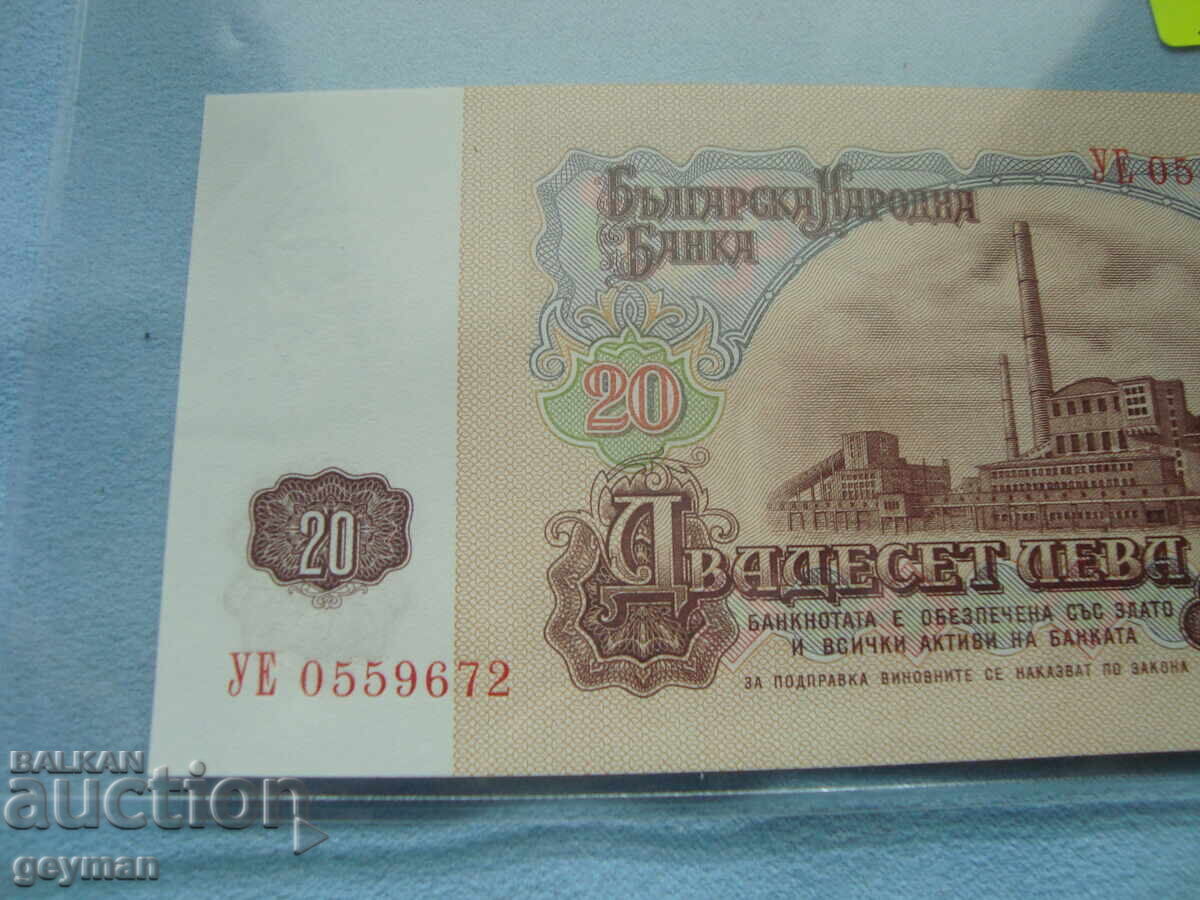 УЕ 05
Българска Народна
Банка
20
20
Двадесет лева
БАНКНОТАТА Е ОБЕЗПЕЧЕНА СЪС ЗЛАТО
И ВСИЧКИ АКТИВИ НА БАНКАТА
ЗА ПОДПРАВКА ВИНОВНИТЕ СЕ НАКАЗВАТ ПО ЗАКОНА
УЕ 0559672
BALKAN
auction
geyman